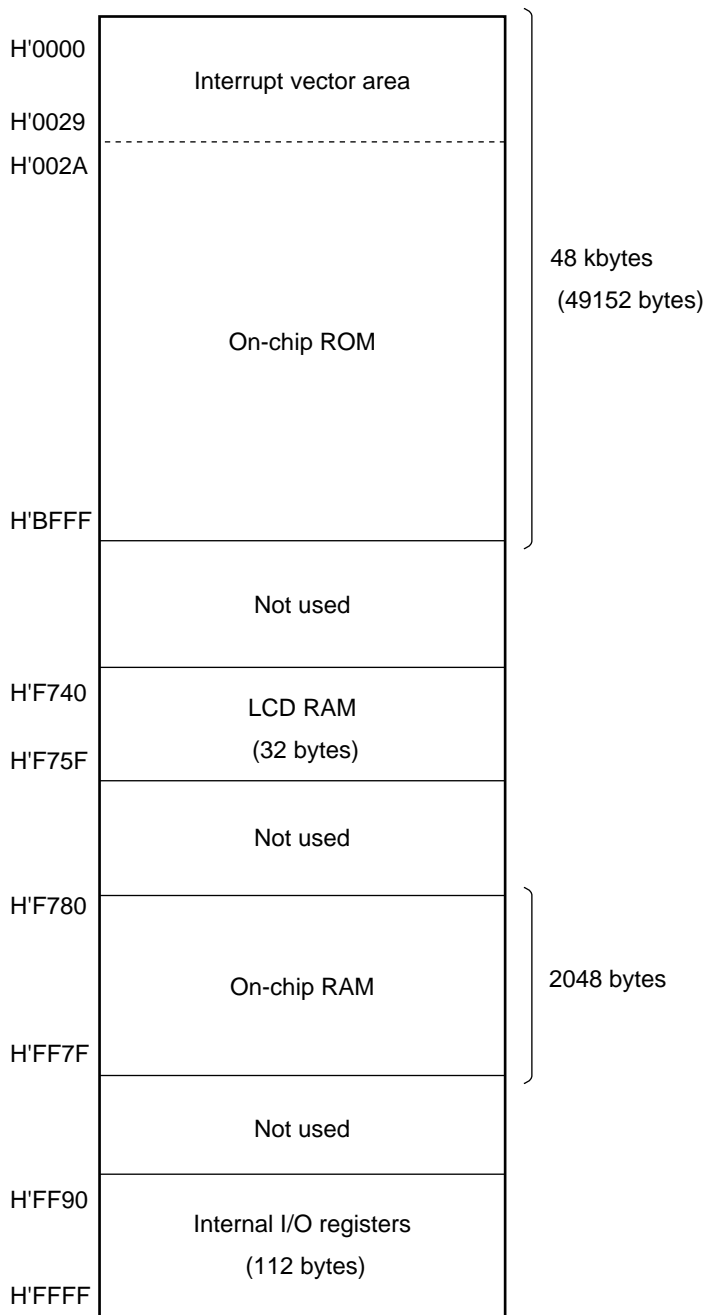 H'0000
Interrupt vector area
H'0029
H'002A
48 kbytes
(49152 bytes)
On-chip ROM
H'BFFF
Not used
H'F740
LCD RAM
(32 bytes)
H'F75F
Not used
H'F780
On-chip RAM
2048 bytes
H'FF7F
Not used
H'FF90
Internal I/O registers
(112 bytes)
H'FFFF